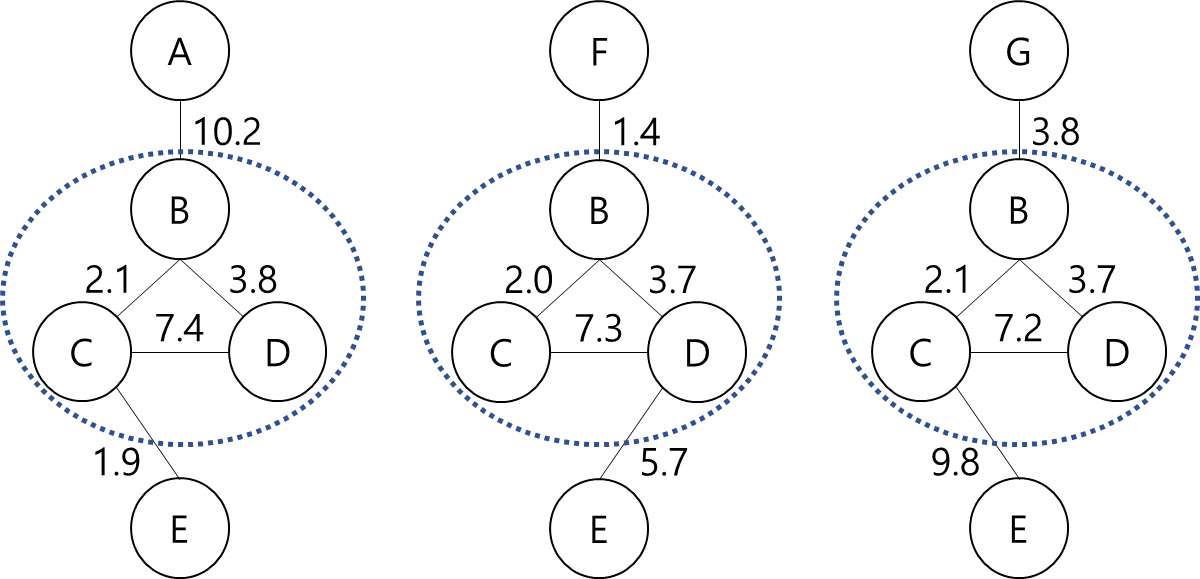 A F G
10.2 1.4 3.8
B B B
2.1 3.8 2.0 3.7 2.1 3.7
7.4 7.3 7.2
C D C D C D
1.9 5.7 9.8
E E E